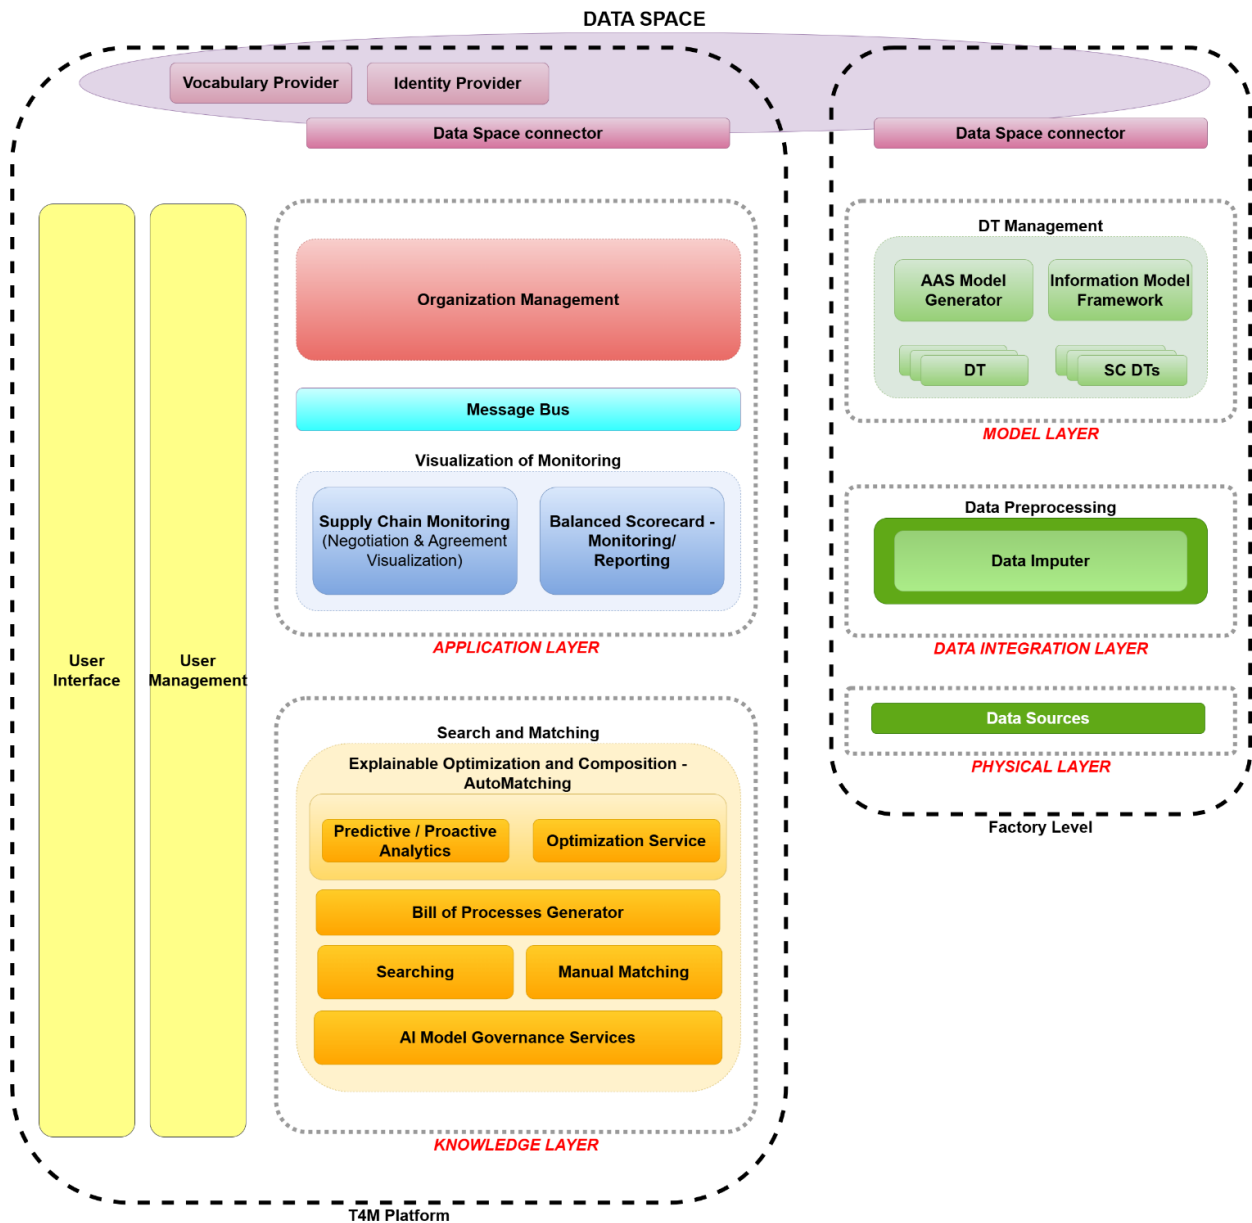 DATA SPACE
Vocabulary Provider
Identity Provider
Data Space connector
Data Space connector
Organization Management
Message Bus
Visualization of Monitoring
Supply Chain Monitoring
(Negotiation & Agreement
Visualization)
Balanced Scorecard -
Monitoring/
Reporting
APPLICATION LAYER
User
Interface
User
Management
Search and Matching
Explainable Optimization and Composition -
AutoMatching
Predictive / Proactive
Analytics
Optimization Service
Bill of Processes Generator
Searching
Manual Matching
AI Model Governance Services
KNOWLEDGE LAYER
T4M Platform
DT Management
AAS Model
Generator
Information Model
Framework
DT
SC DTs
MODEL LAYER
Data Preprocessing
Data Imputer
DATA INTEGRATION LAYER
Data Sources
PHYSICAL LAYER
Factory Level